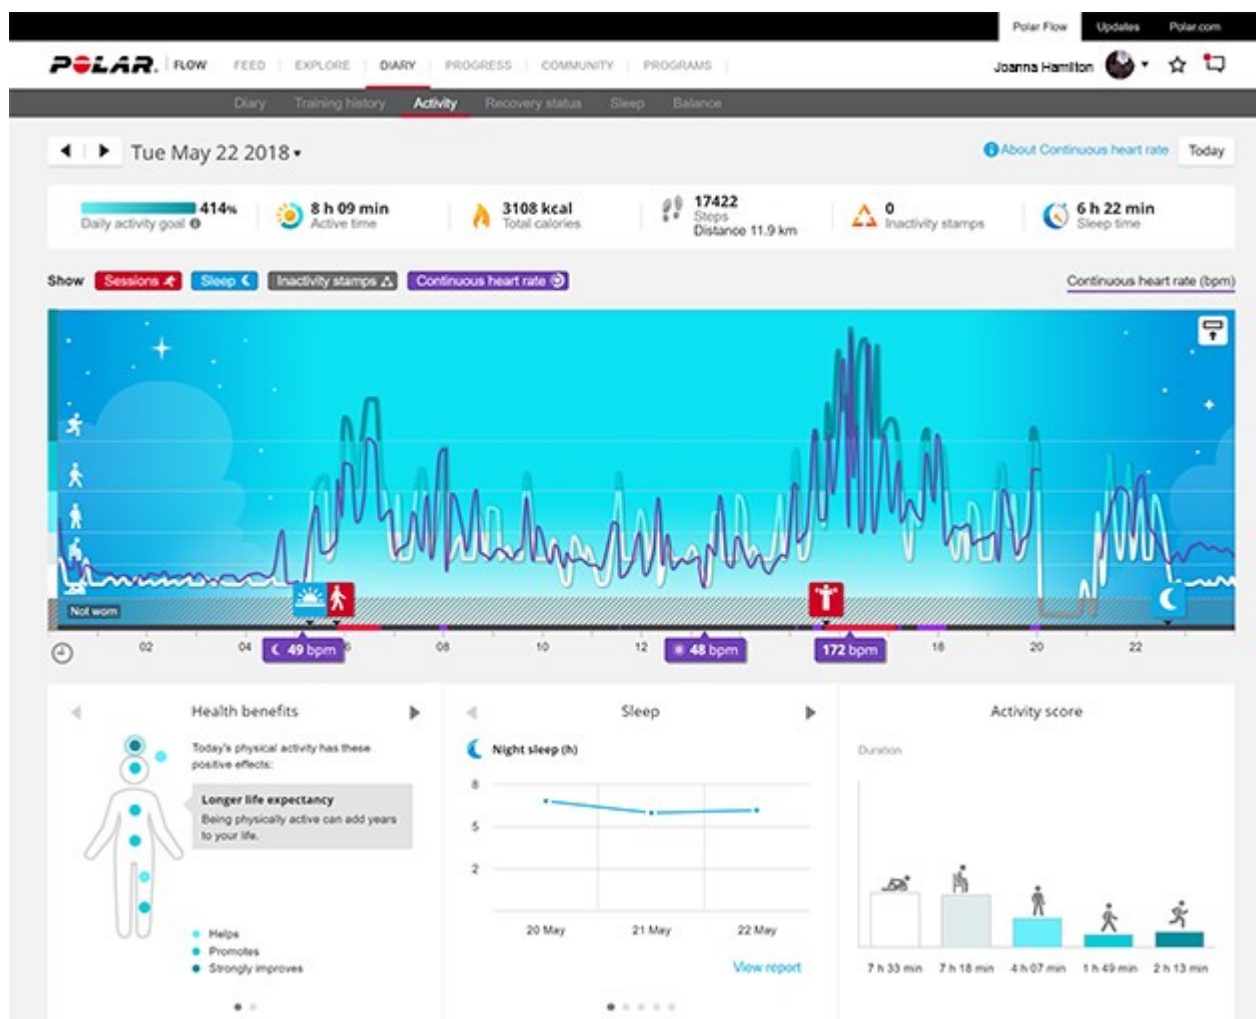 Polar Flow Updates Polar.com
POLAR. FLOW FEED EXPLORE DIARY PROGRESS COMMUNITY PROGRAMS Joanna Hamilton
Diary Training history Activity Recovery status Sleep Balance
Tue May 22 2018 About Continuous heart rate Today
414% 8 h 09 min 3108 kcal 17422 0 6 h 22 min
Daily activity goal Active time Total calories Steps Inactivity stamps Sleep time
Distance 11.9 km
Show Sessions Sleep Inactivity stamps Continuous heart rate Continuous heart rate (bpm)
Not worn
02 04 6 08 10 12 18 20 22
49 bpm 48 bpm 172 bpm
Health benefits
Today's physical activity has these
positive effects:
Longer life expectancy
Being physically active can add years
to your life.
Helps
Promotes
Strongly improves
Sleep
Night sleep (h)
8
5
2
20 May 21 May 22 May
View report
Activity score
Duration
7 h 33 min 7 h 18 min 4 h 07 min 1 h 49 min 2 h 13 min